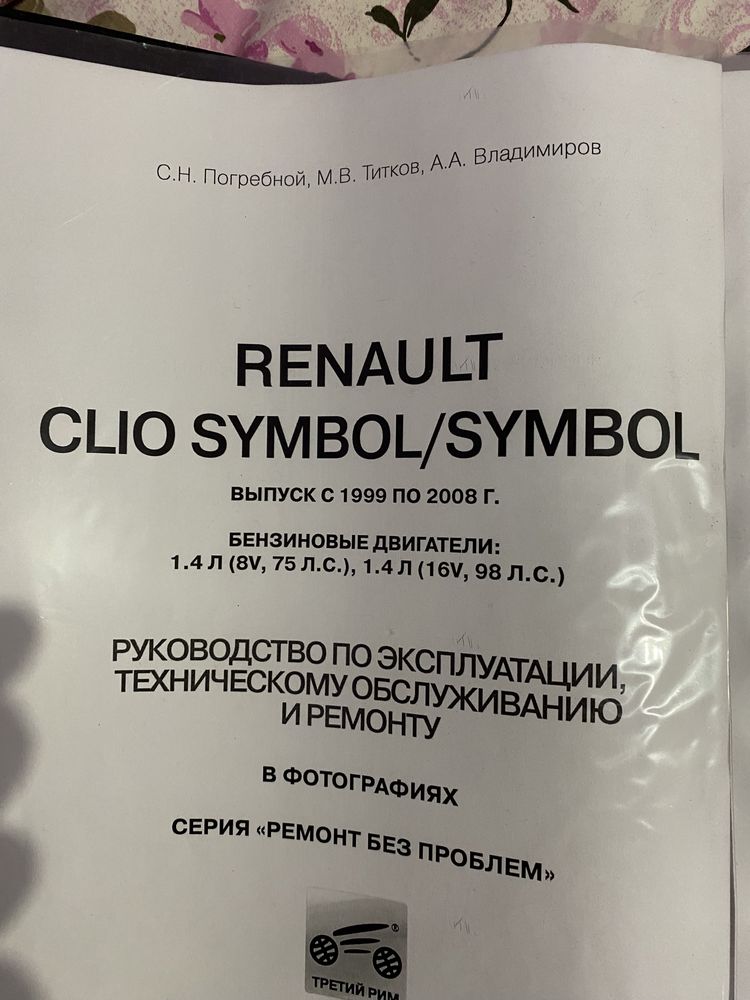 С.Н. Погребной, М.В. Титков, А.А. Владимиров
RENAULT
CLIO SYMBOL/SYMBOL
ВЫПУСК С 1999 ПО 2008 Г.
БЕНЗИНОВЫЕ ДВИГАТЕЛИ:
1.4 Л (8V, 75 Л.С.), 1.4 Л (16V, 98 Л.С.)
РУКОВОДСТВО ПО ЭКСПЛУАТАЦИИ,
ТЕХНИЧЕСКОМУ ОБСЛУЖИВАНИЮ
И РЕМОНТУ
В ФОТОГРАФИЯХ
СЕРИЯ «РЕМОНТ БЕЗ ПРОБЛЕМ»
®
ТРЕТИЙ РИМ